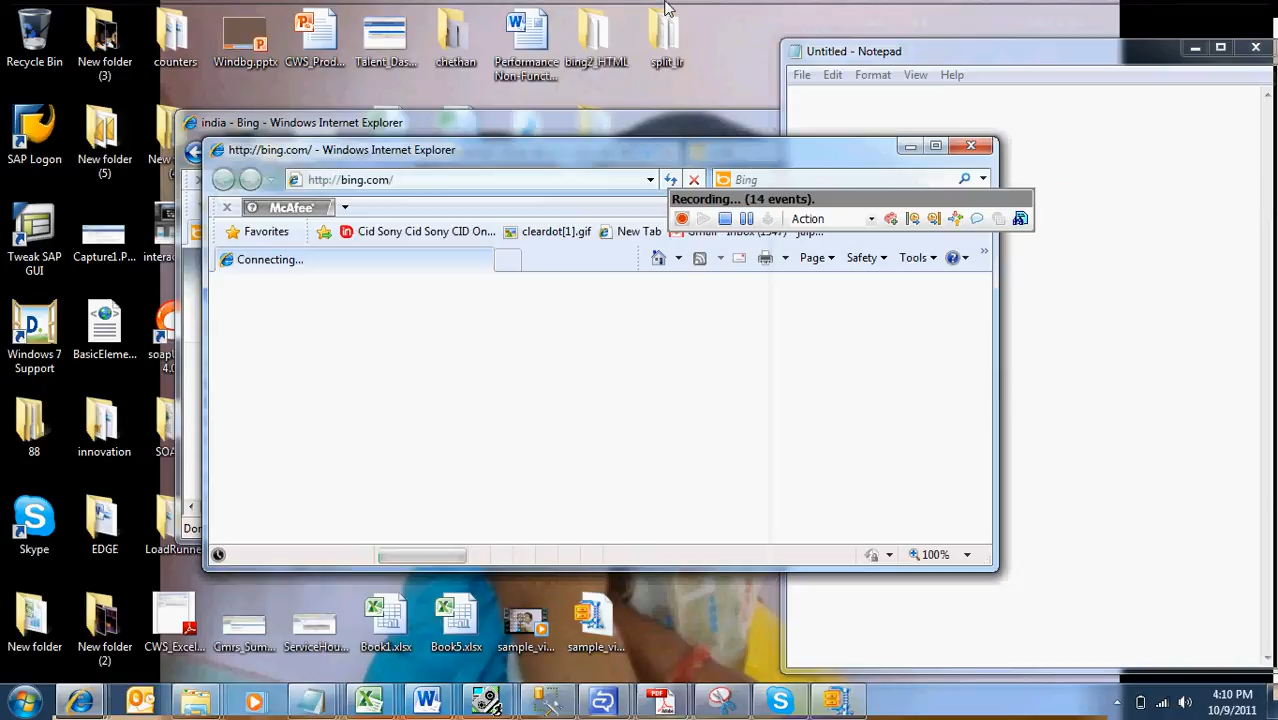 Recycle Bin
New folder
(3)
counters
Windbg.pptx
CWS_Prod...
Talent_Das...
chethan
Performance
Non-Funct...
bing2_HTML
split_lr
Untitled - Notepad
File Edit Format View Help
india - Bing - Windows Internet Explorer
http://bing.com/ - Windows Internet Explorer
SAP Logon
New folder
(5)
http://bing.com/
Bing
Recording... (14 events).
McAfee
Action
Favorites
Cid Sony Cid Sony CID On...
cleardot[1].gif
New Tab
Connecting...
Page
Safety
Tools
Tweak SAP
GUI
Capture1.P...
Windows 7
Support
BasicEleme...
88
innovation
Skype
EDGE
LoadRunne
100%
New folder
New folder
(2)
CWS_Excel...
Cmrs_Sum...
ServiceHou...
Book1.xlsx
Book5.xlsx
sample_vi...
sample_vi...
4:10 PM
10/9/2011